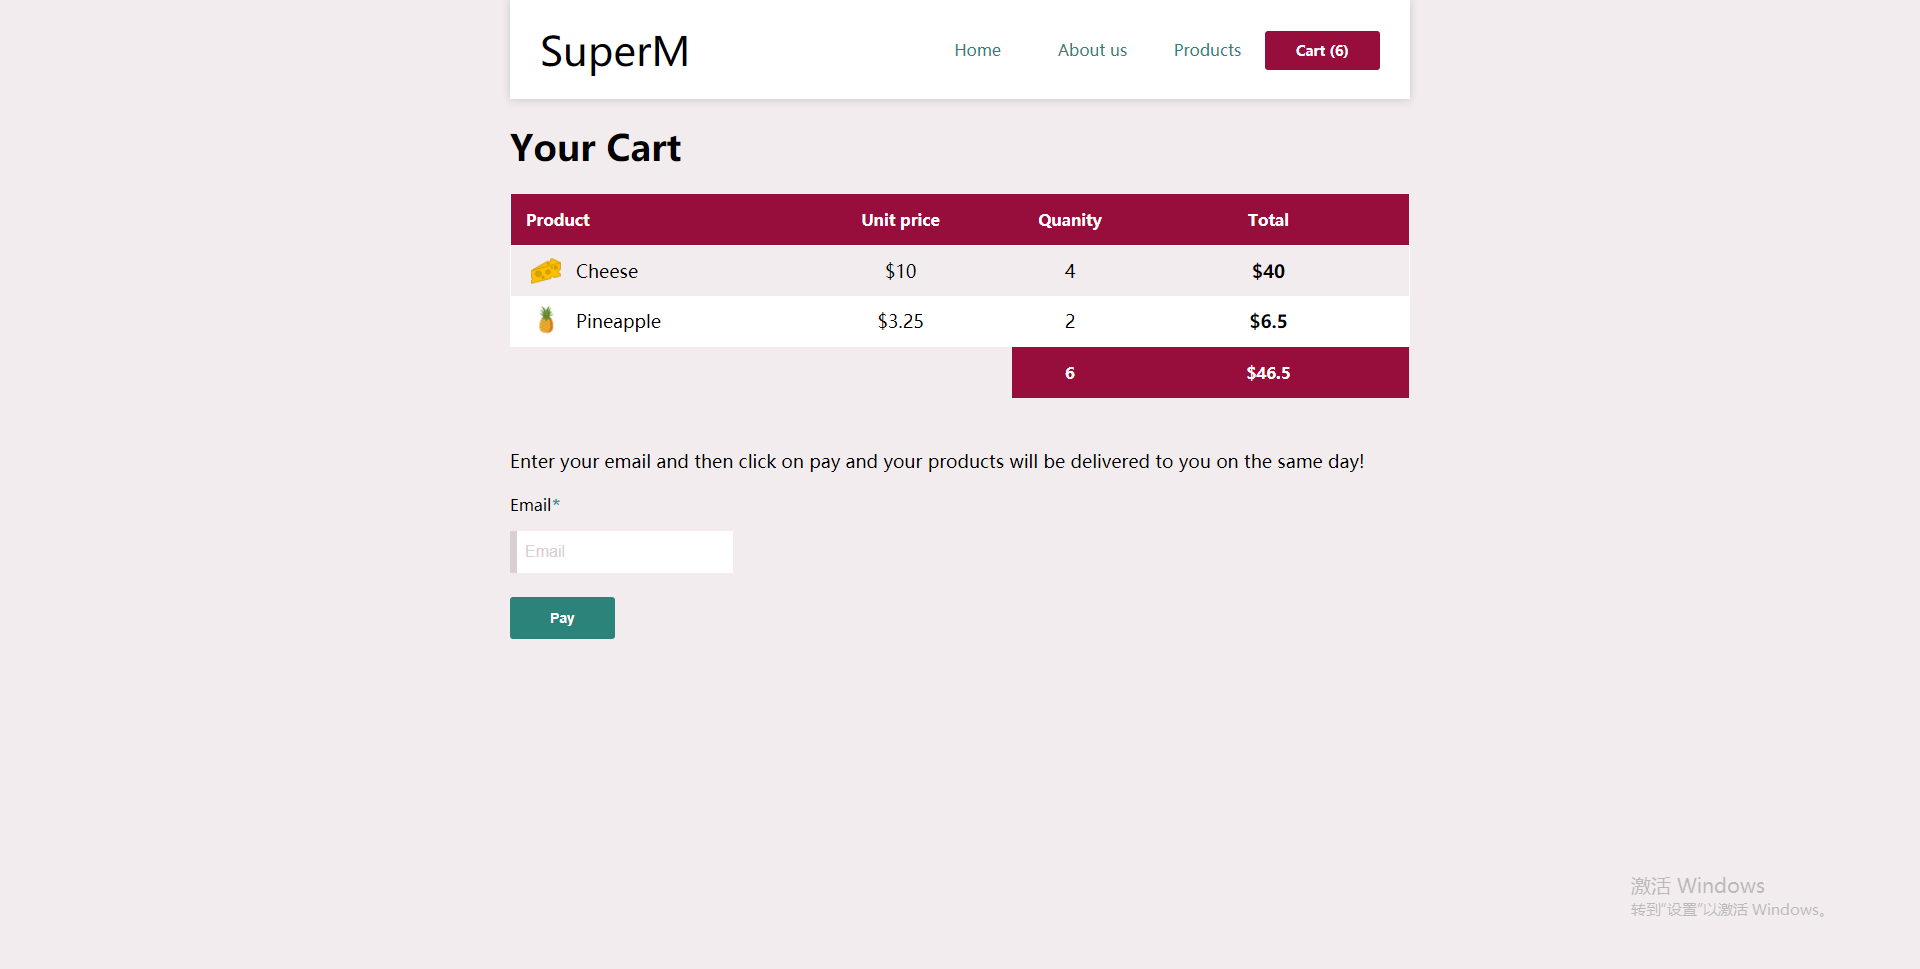 SuperM Home About us Products Cart (6)
Your Cart
Product Unit price Quanity Total
Cheese $10 4 $40
Pineapple $3.25 2 $6.5
6 $46.5
Enter your email and then click on pay and your products will be delivered to you on the same day!
Email*
Email
Pay
激活 Windows
转到"设置"以激活 Windows。